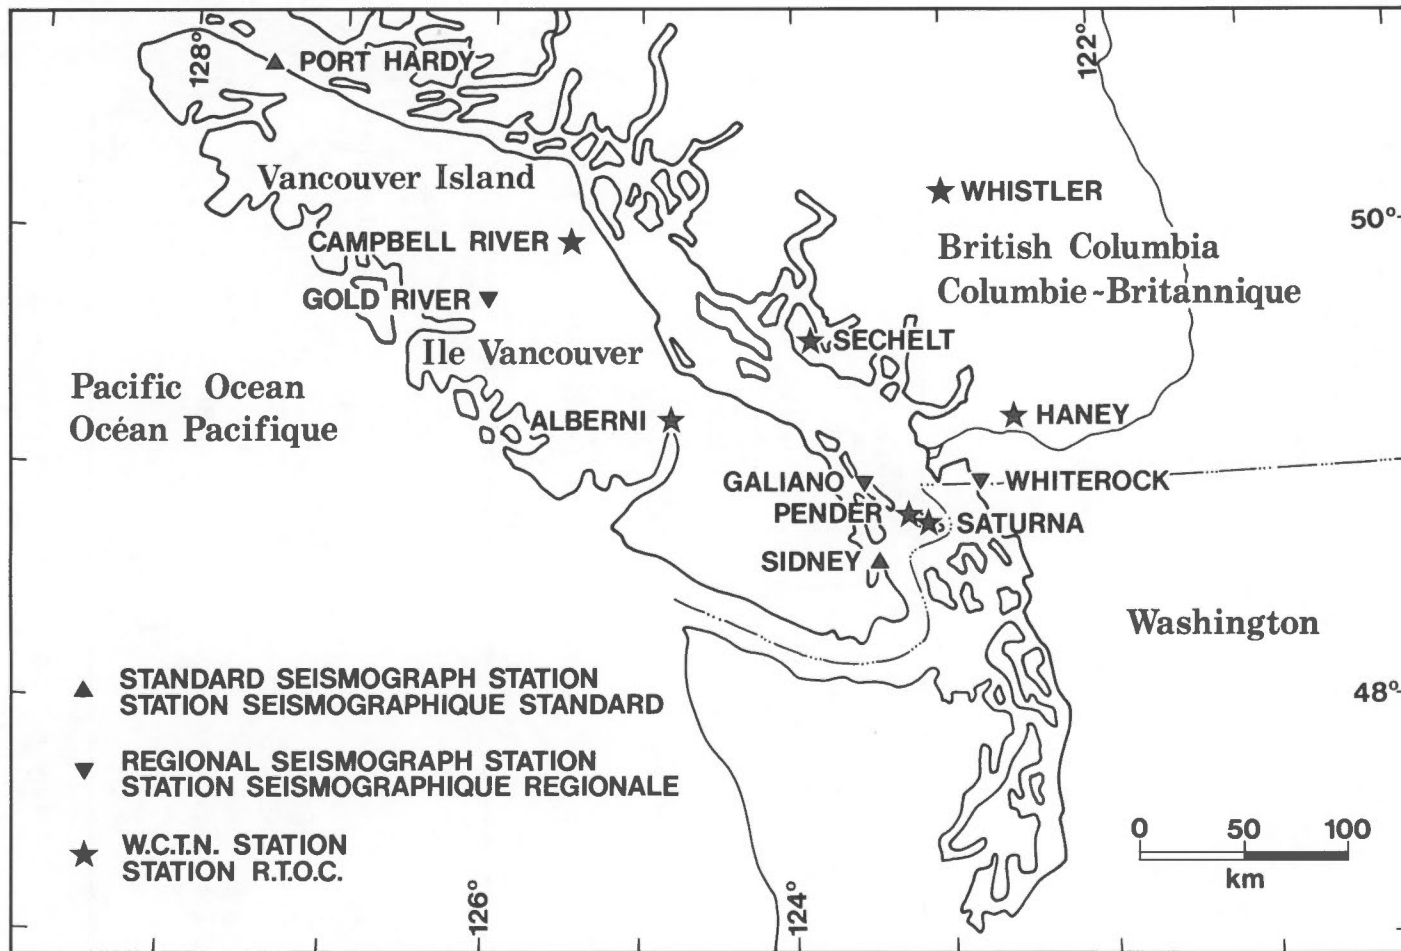 128°
122°
PORT HARDY
Vancouver Island
WHISTLER
50°
CAMPBELL RIVER
British Columbia
Columbie-Britannique
GOLD RIVER
SECHELT
Ile Vancouver
Pacific Ocean
Océan Pacifique
ALBERNI
HANEY
GALIANO
WHITEROCK
PENDER
SATURNA
SIDNEY
Washington
STANDARD SEISMOGRAPH STATION
STATION SEISMOGRAPHIQUE STANDARD
48°
REGIONAL SEISMOGRAPH STATION
STATION SEISMOGRAPHIQUE REGIONALE
W.C.T.N. STATION
STATION R.T.O.C.
0 50 100
km
126°
124°